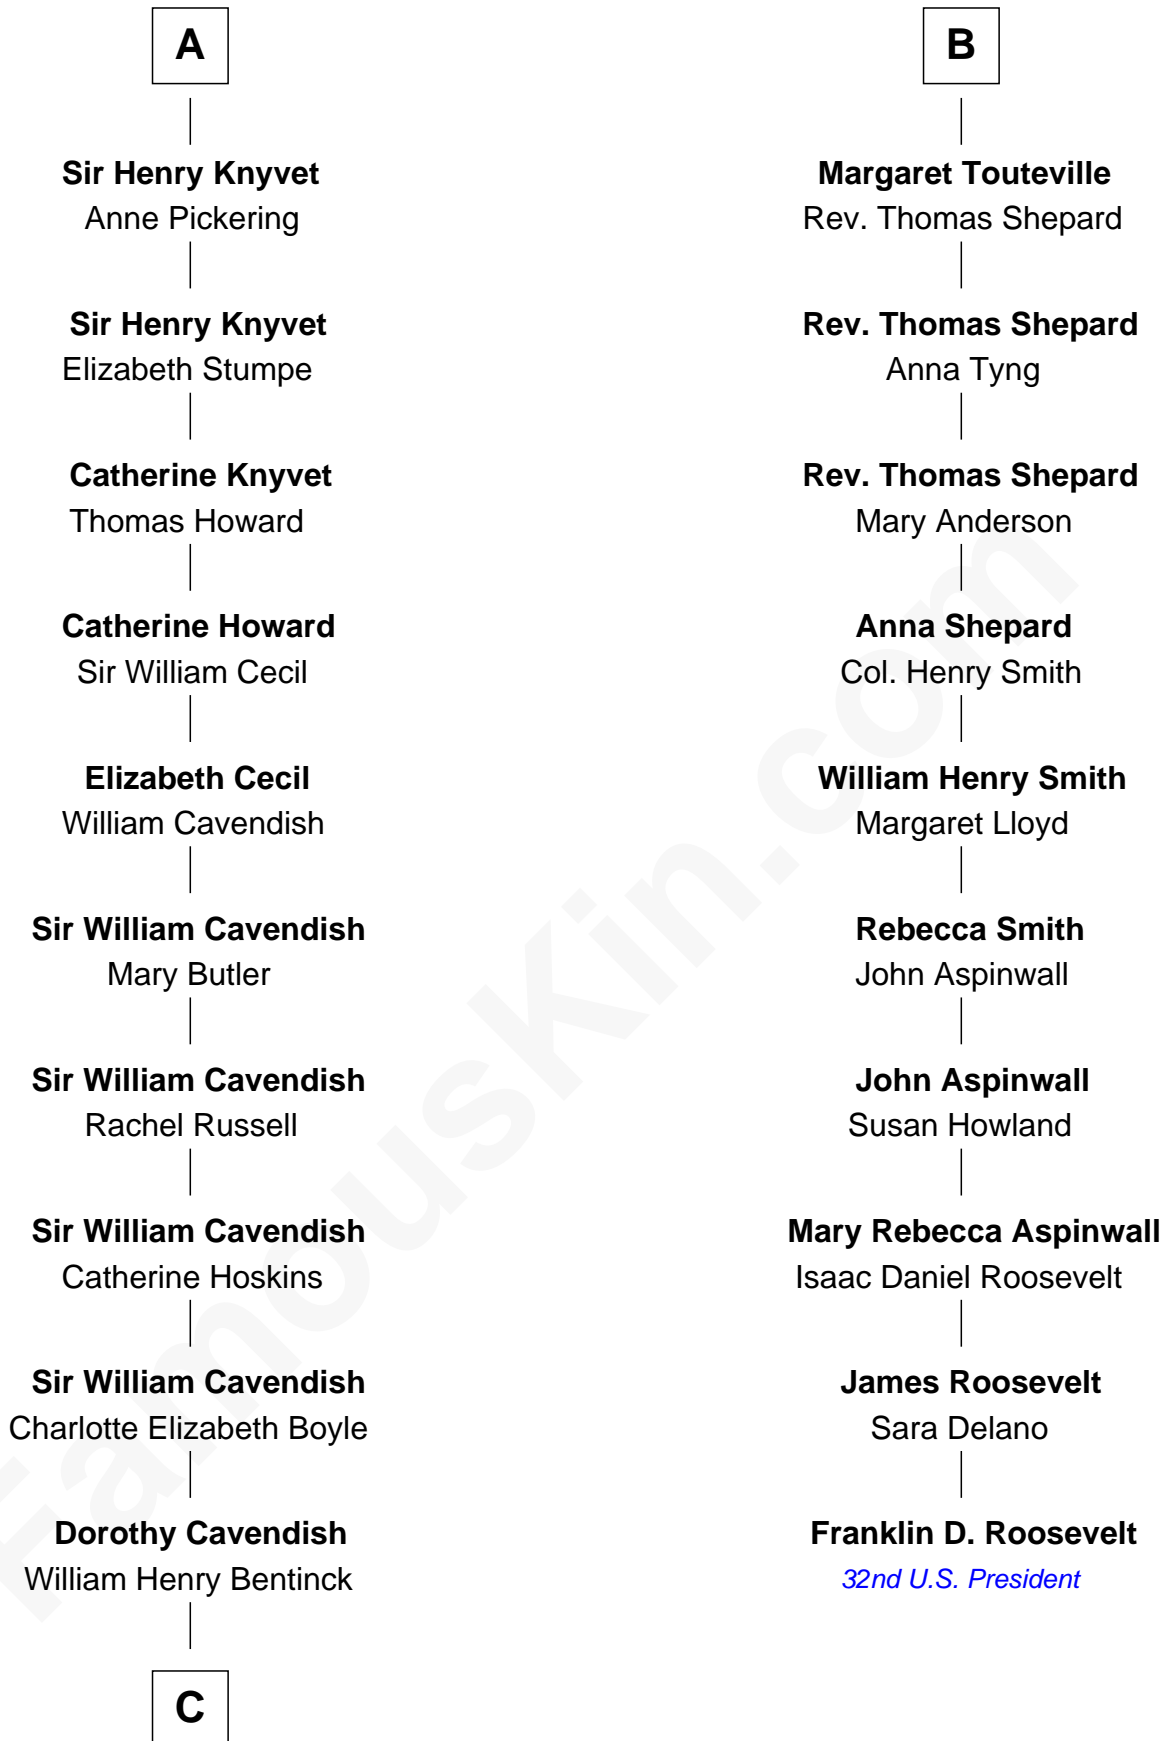 A
Sir Henry Knyvet
Anne Pickering
Sir Henry Knyvet
Elizabeth Stumpe
Catherine Knyvet
Thomas Howard
Catherine Howard
Sir William Cecil
Elizabeth Cecil
William Cavendish
Sir William Cavendish
Mary Butler
Sir William Cavendish
Rachel Russell
Sir William Cavendish
Catherine Hoskins
Sir William Cavendish
Charlotte Elizabeth Boyle
Dorothy Cavendish
William Henry Bentinck
C
B
Margaret Touteville
Rev. Thomas Shepard
Rev. Thomas Shepard
Anna Tyng
Rev. Thomas Shepard
Mary Anderson
Anna Shepard
Col. Henry Smith
William Henry Smith
Margaret Lloyd
Rebecca Smith
John Aspinwall
John Aspinwall
Susan Howland
Mary Rebecca Aspinwall
Isaac Daniel Roosevelt
James Roosevelt
Sara Delano
Franklin D. Roosevelt
32nd U.S. President
FamousKin.com